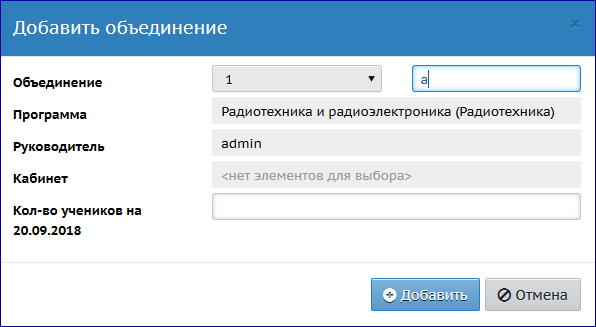 Добавить объединение ×
Объединение 1 а
Программа Радиотехника и радиоэлектроника (Радиотехника)
Руководитель admin
Кабинет <нет элементов для выбора>
Кол-во учеников на
20.09.2018
Добавить Отмена